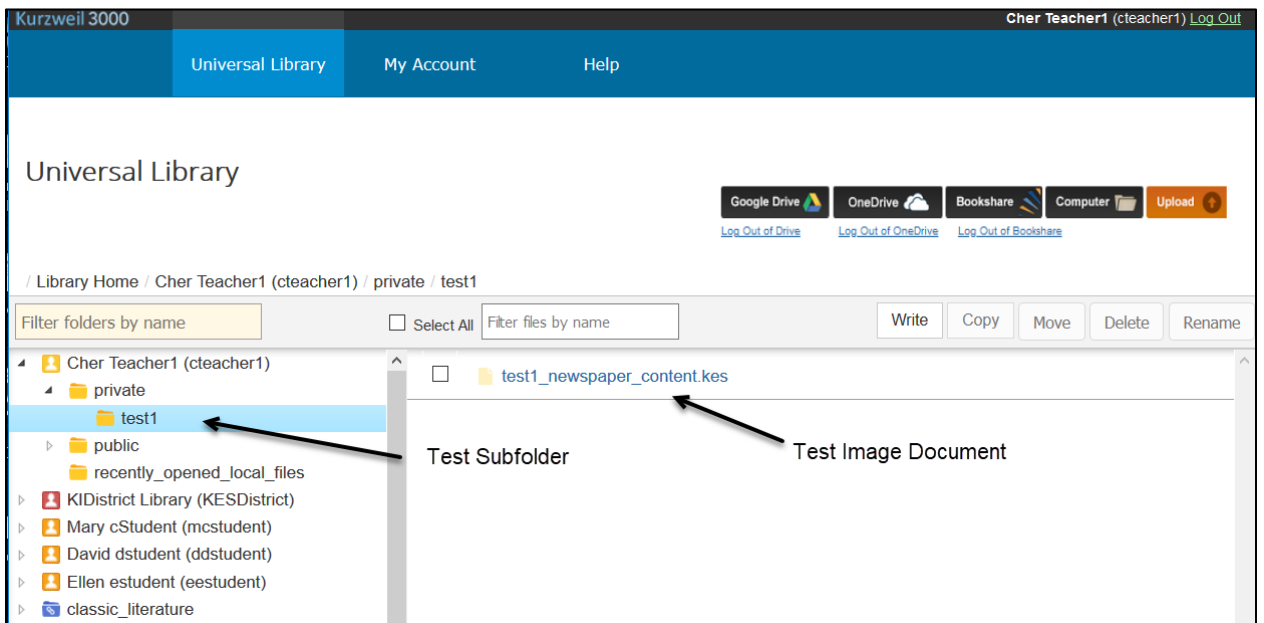 Kurzweil 3000
Cher Teacher1 (cteacher1) Log Out
Universal Library My Account Help
Universal Library
Google Drive OneDrive Bookshare Computer Upload
Log Out of Drive Log Out of OneDrive Log Out of Bookshare
/ Library Home / Cher Teacher1 (cteacher1) / private / test1
Filter folders by name Select All Filter files by name Write Copy Move Delete Rename
Cher Teacher1 (cteacher1)
test1_newspaper_content.kes
private
test1
public
Test Subfolder
Test Image Document
recently_opened_local_files
KIDistrict Library (KESDistrict)
Mary cStudent (mcstudent)
David dstudent (ddstudent)
Ellen estudent (eestudent)
classic_literature